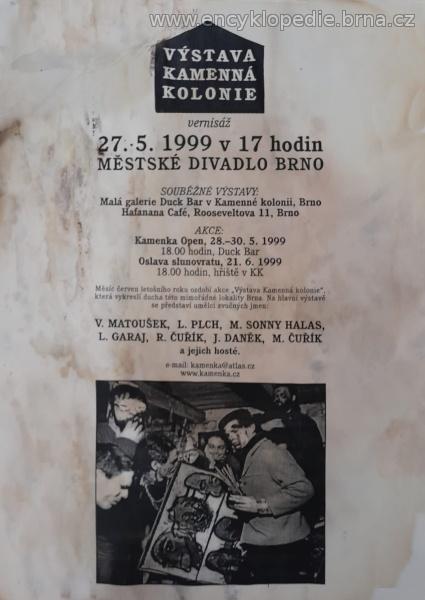 www.encyklopedie.brna.cz
VÝSTAVA
KAMENNÁ
KOLONIE
vernisáž
27. 5. 1999 v 17 hodin
MĚSTSKÉ DIVADLO BRNO
SOUBĚŽNÉ VÝSTAVY:
Malá galerie Duck Bar v Kamenné kolonii, Brno
Hafanana Café, Rooseveltova 11, Brno
AKCE:
Kamenka Open, 28.–30. 5. 1999
18.00 hodin, Duck Bar
Oslava slunovratu, 21. 6. 1999
18.00 hodin, hřiště v KK
Měsíc červen letošního roku ozdobí akce „Výstava Kamenná kolonie",
která vykreslí ducha této mimořádné lokality Brna. Na hlavní výstavě
se představí umělci zvučných jmen:
V. MATOUŠEK, L. PLCH, M. SONNY HALAS,
L. GARAJ, R. ČUŘÍK, J. DANĚK, M. ČUŘÍK
a jejich hosté.
e-mail: kamenka@atlas.cz
www.kamenka.cz